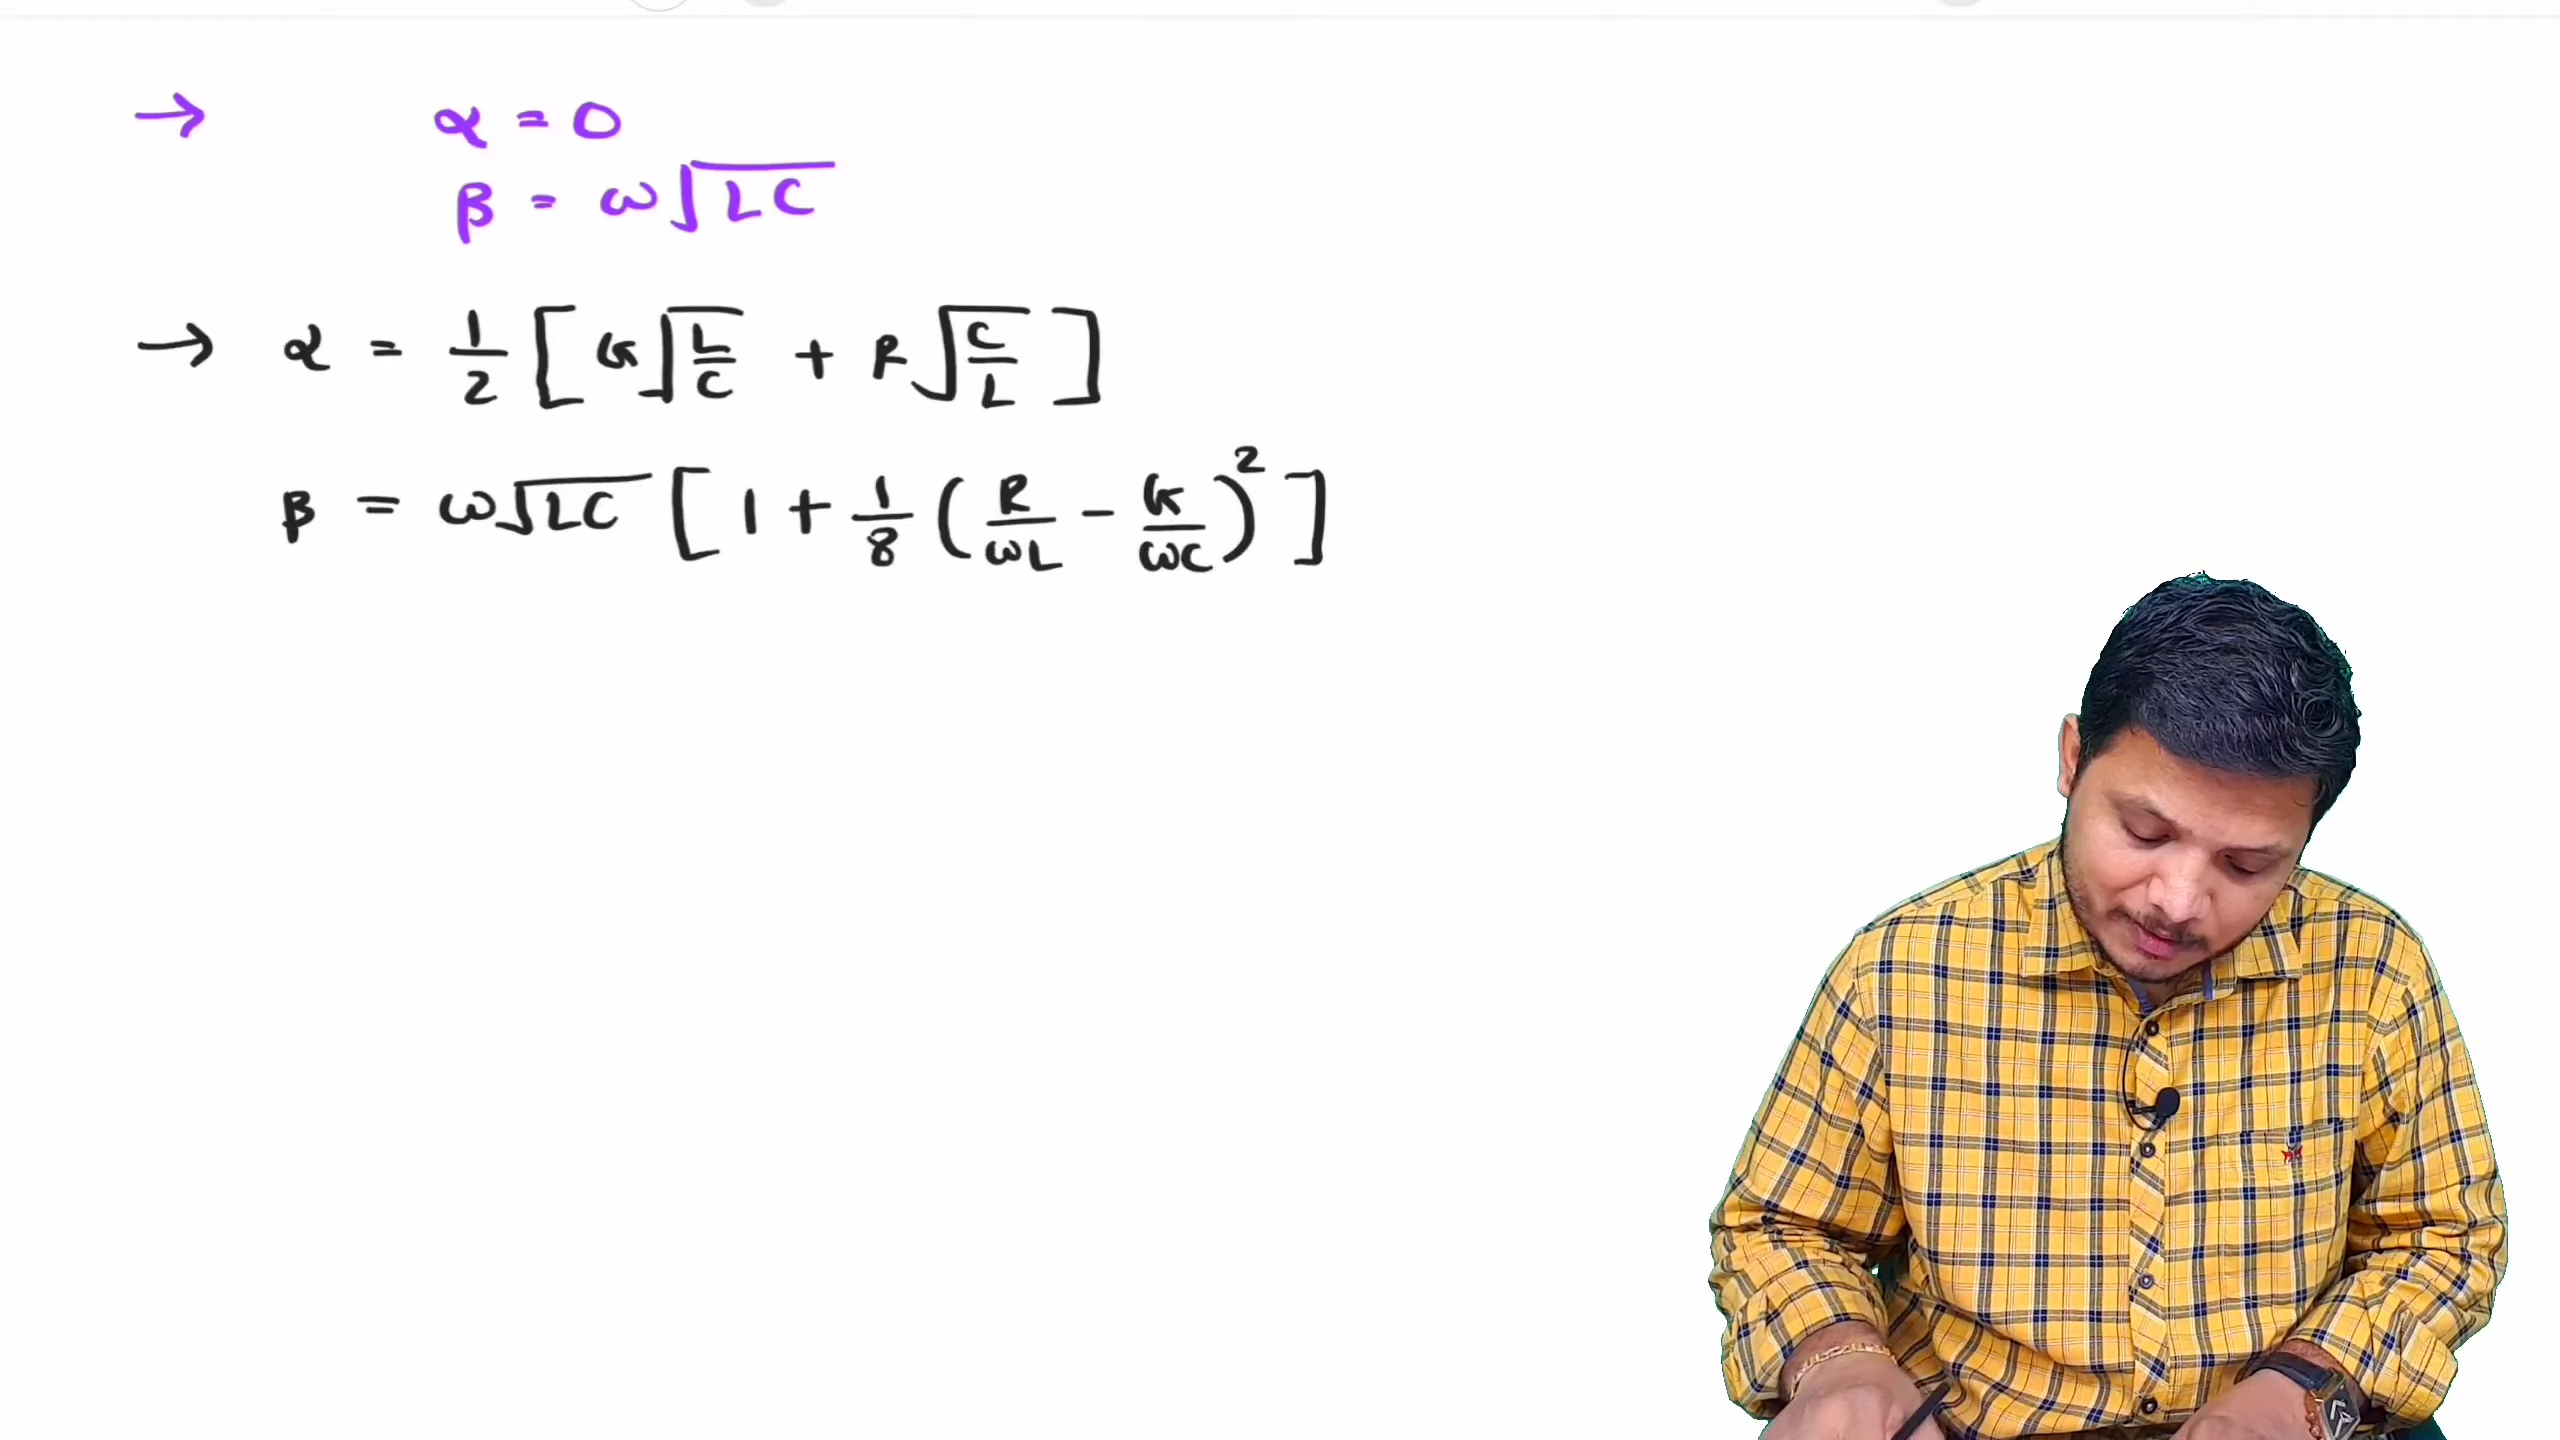 → α = 0
β = ω√LC
→ α = 1/2 [ G√L/C + R√C/L ]
β = ω√LC [ 1 + 1/8 ( R/ωL - G/ωC )² ]